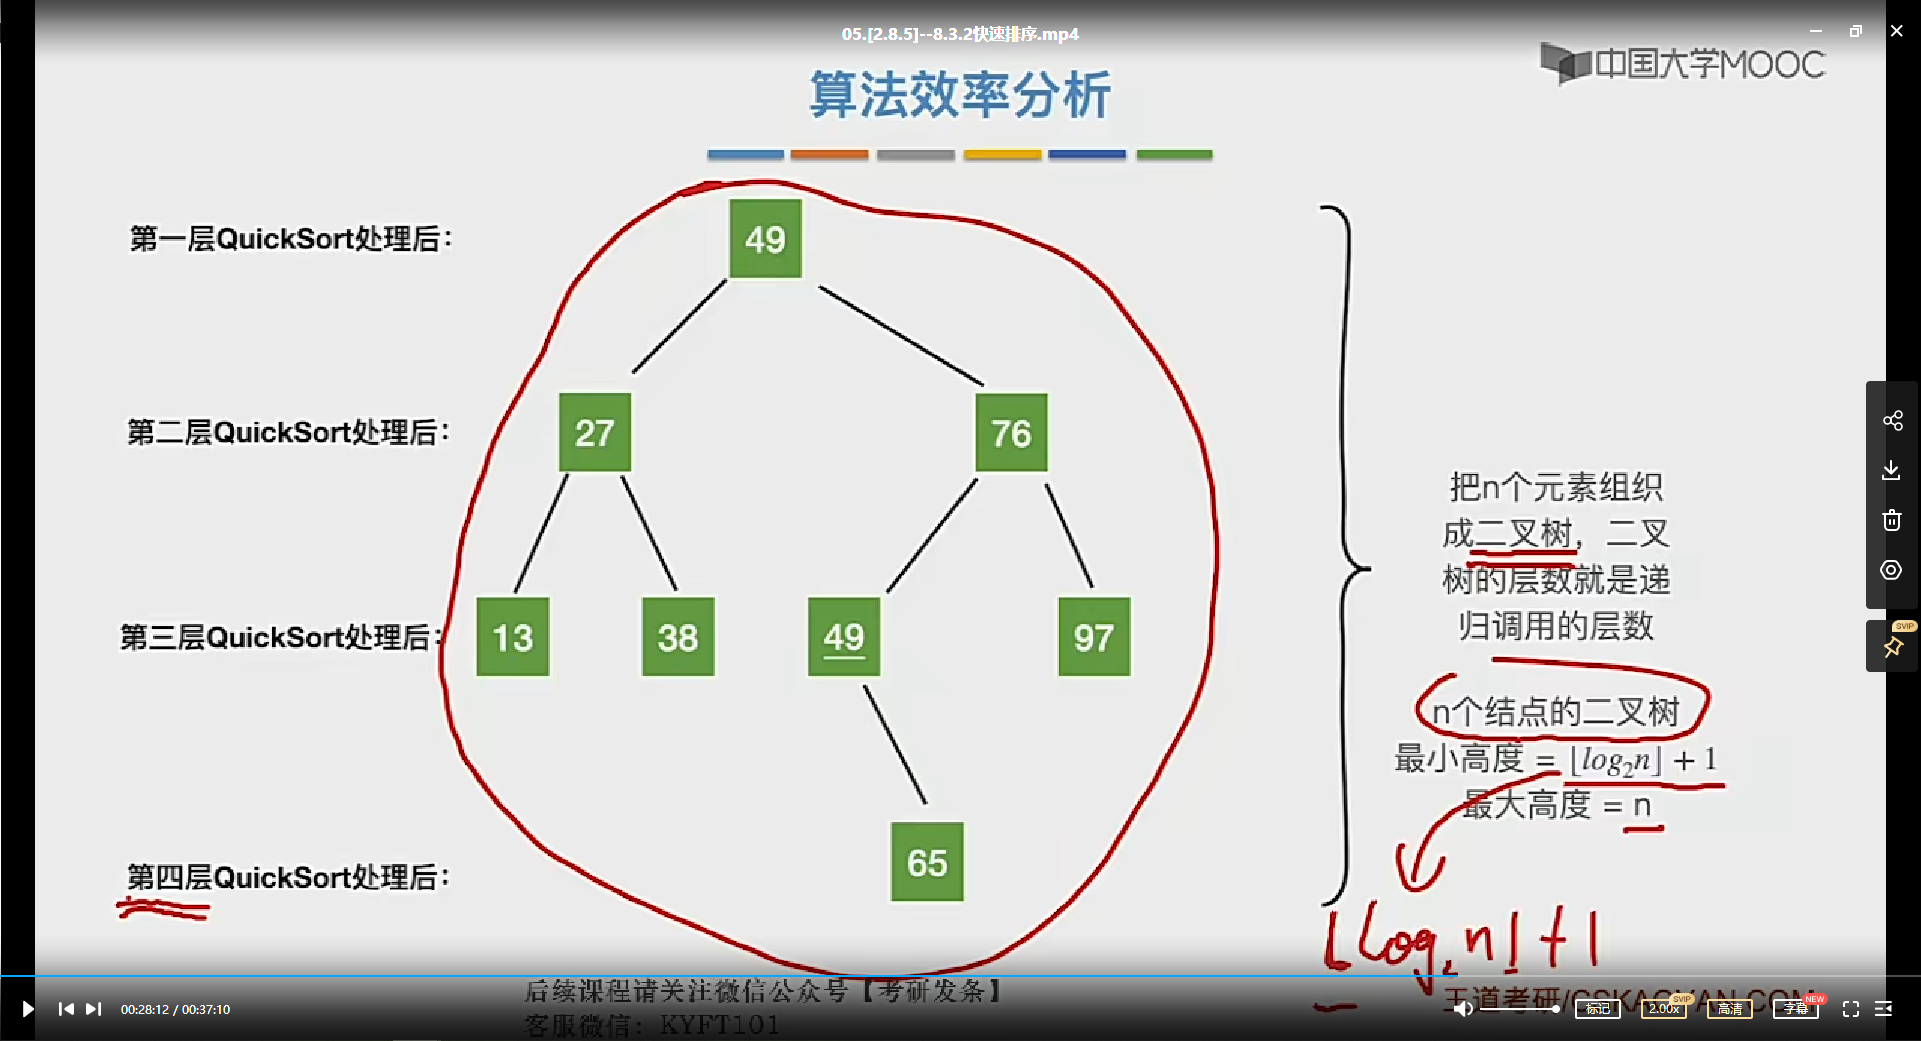 05.[2.8.5]--8.3.2快速排序.mp4
中国大学MOOC
算法效率分析
第一层QuickSort处理后：
49
第二层QuickSort处理后：
27
76
第三层QuickSort处理后：
13
38
49
97
第四层QuickSort处理后：
65
把n个元素组织
成二叉树，二叉
树的层数就是递
归调用的层数
n个结点的二叉树
最小高度 = ⌊log₂n⌋ + 1
最大高度 = n
⌊log₂n⌋+1
SVIP
后续课程请关注微信公众号【考研发条】
客服微信：KYFT101
王道考研/CSKAOYAN.COM
00:28:12 / 00:37:10
标记
2.00x
SVIP
高清
字幕
NEW